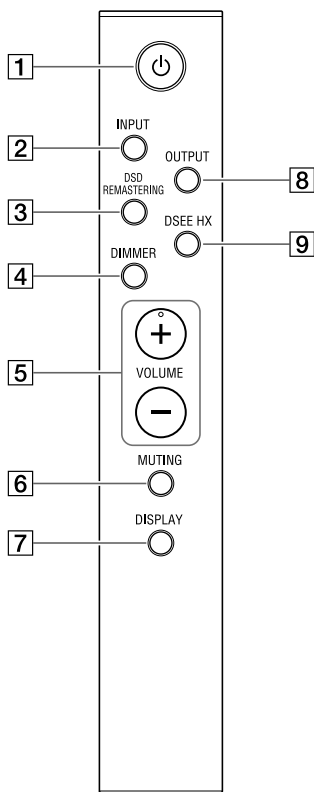 1
INPUT
2
OUTPUT
8
DSD
REMASTERING
3
DSEE HX
9
DIMMER
4
+
5
VOLUME
−
MUTING
6
DISPLAY
7